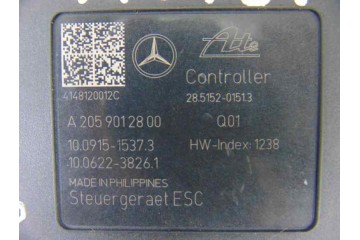 Ate
Controller
4148120012C 28.5152-0151.3
A 205 901 28 00 Q01
10.0915-1537.3 HW-Index: 1238
10.0622-3826.1
MADE IN PHILIPPINES
Steuergeraet ESC